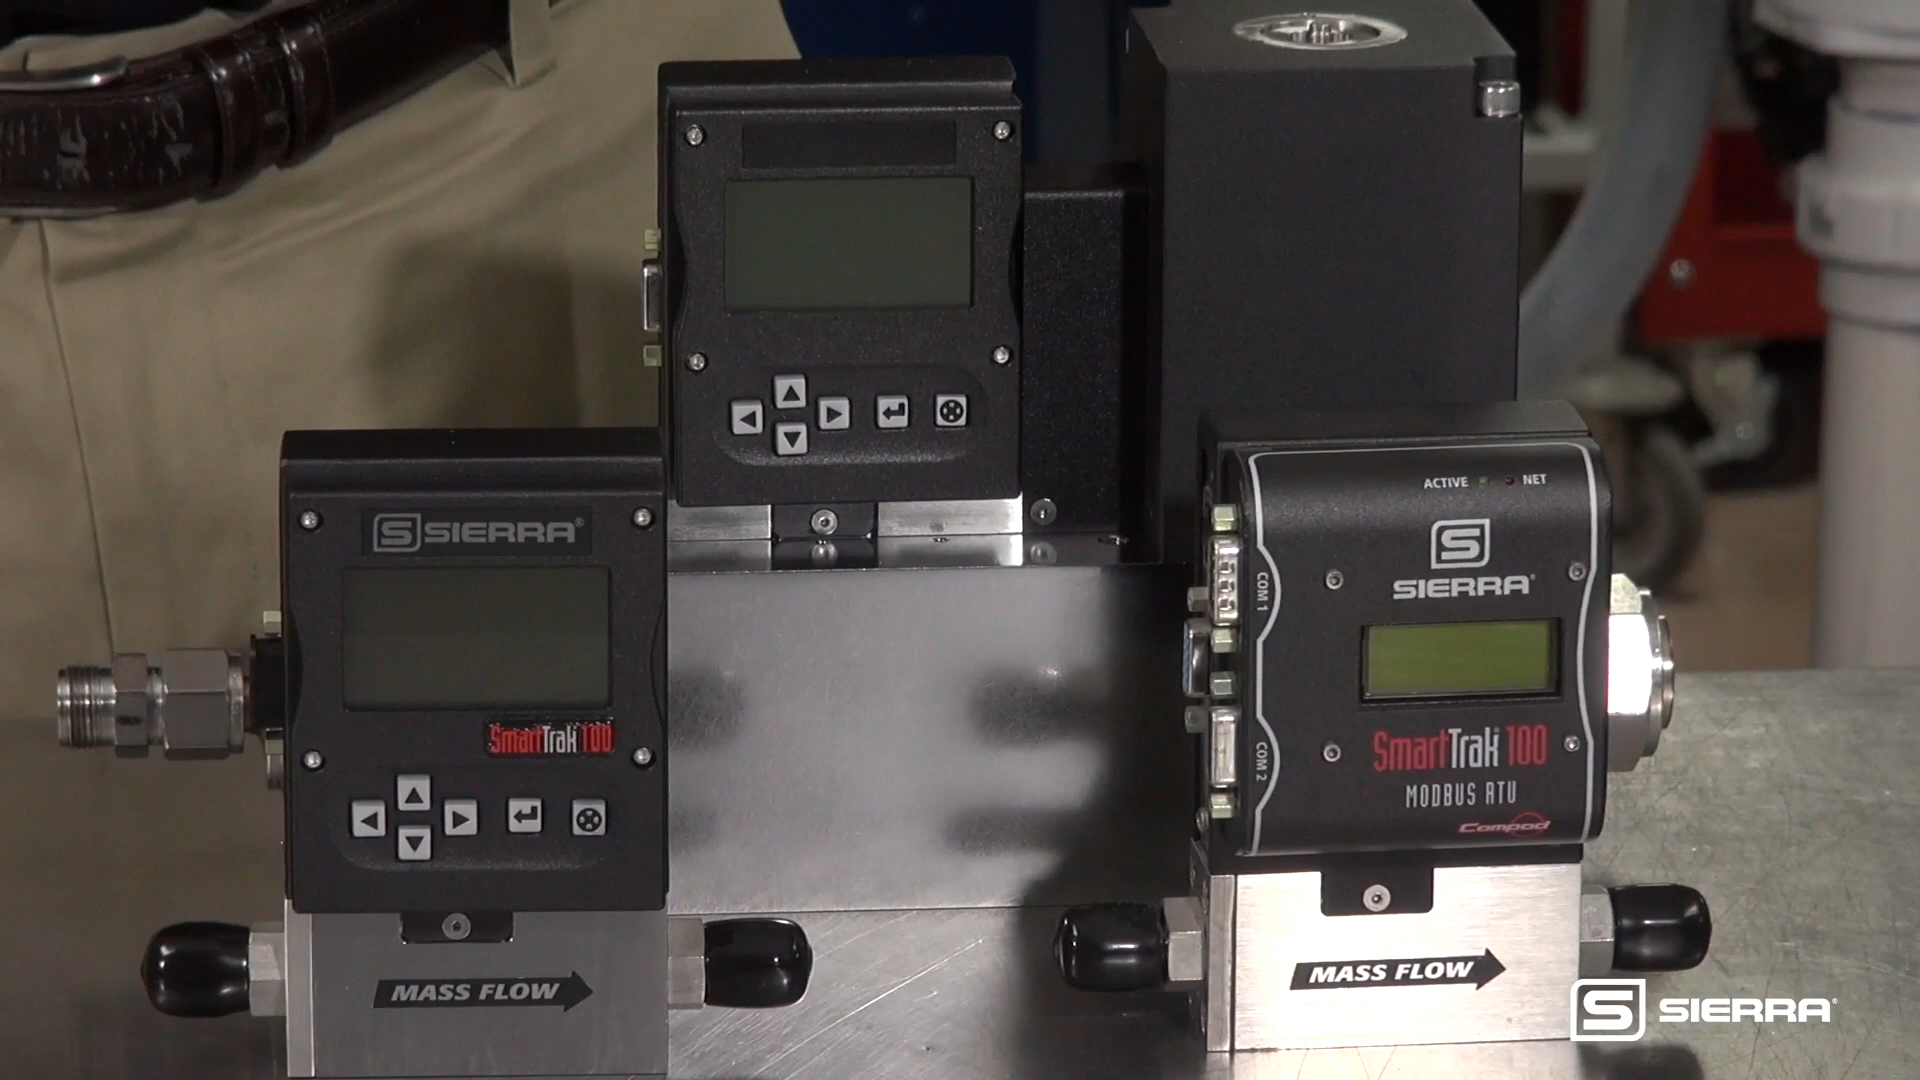 SIERRA®
SmartTrak 100
MASS FLOW
ACTIVE NET
SIERRA®
COM 1
COM 2
SmartTrak® 100
MODBUS RTU
Compod
MASS FLOW
SIERRA®